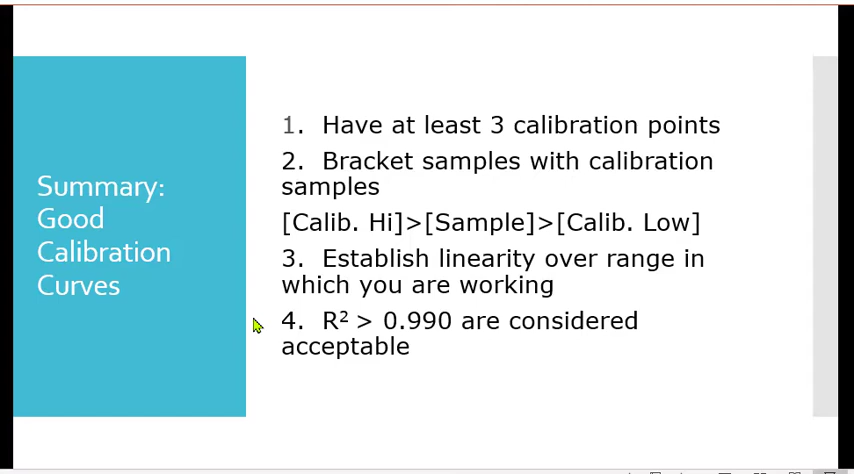 Summary:
Good
Calibration
Curves
1. Have at least 3 calibration points
2. Bracket samples with calibration
samples
[Calib. Hi]>[Sample]>[Calib. Low]
3. Establish linearity over range in
which you are working
4. R² > 0.990 are considered
acceptable